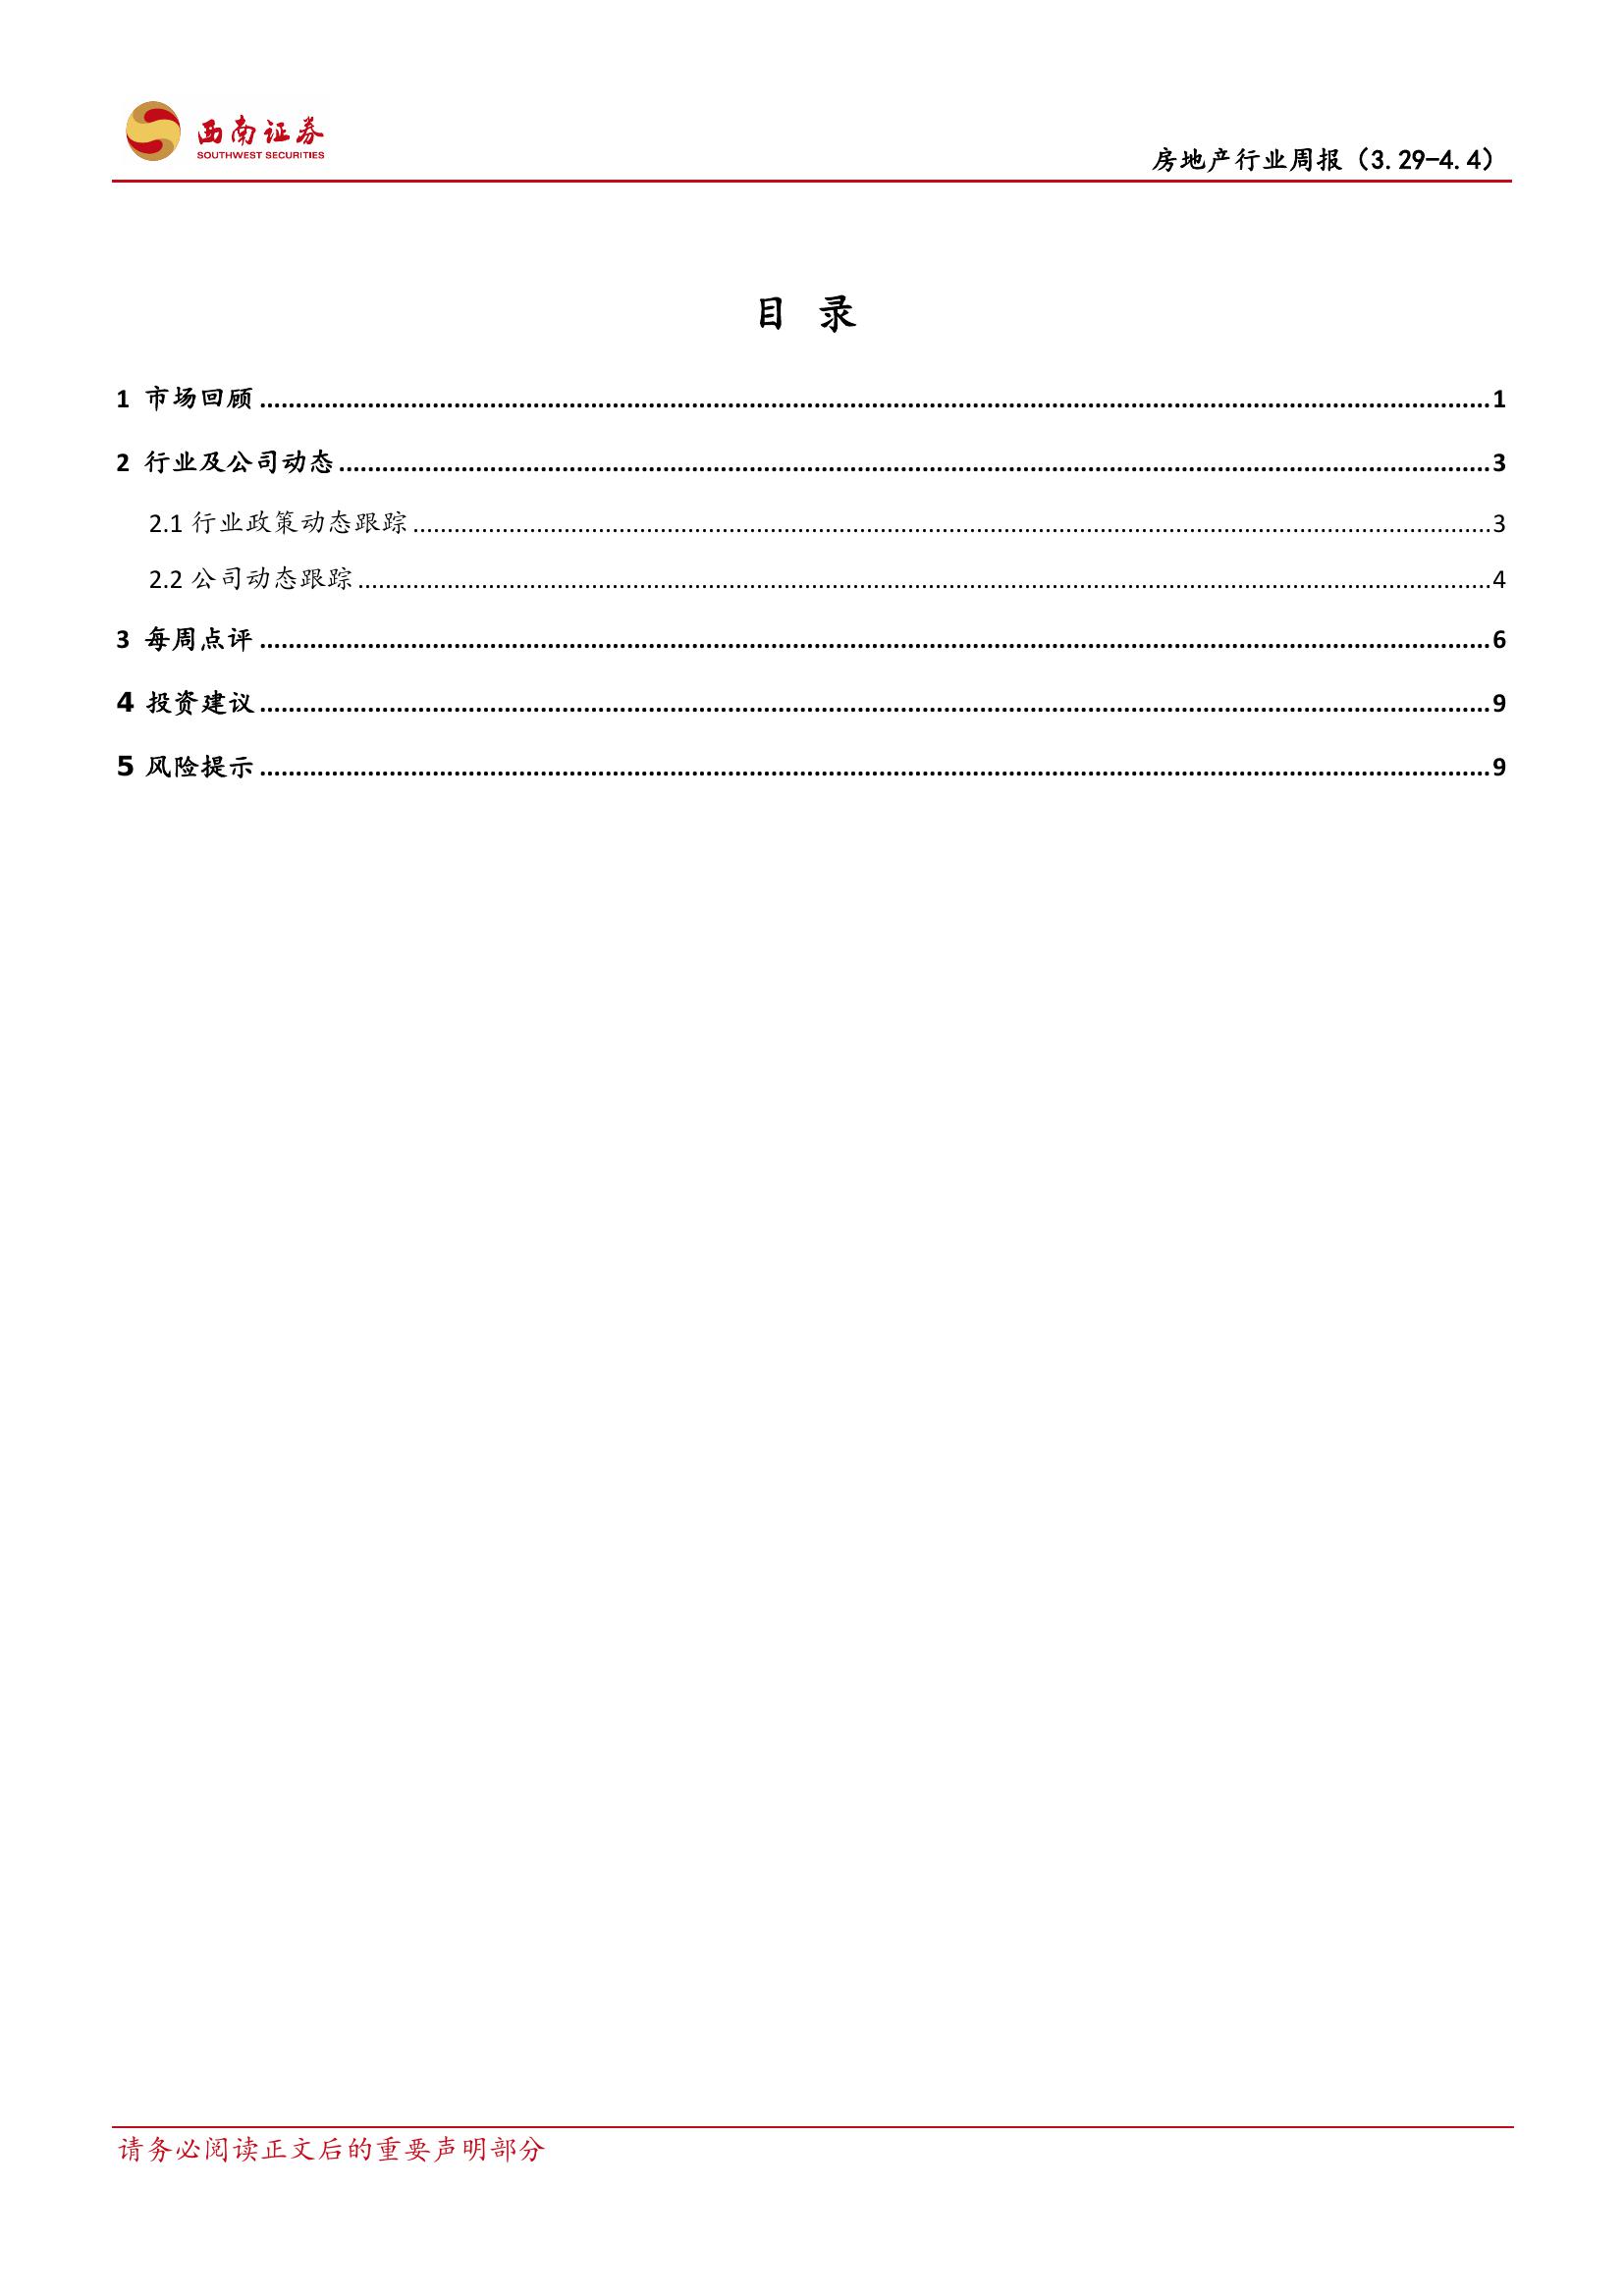 西南证券
SOUTHWEST SECURITIES
房地产行业周报（3.29-4.4）
目 录
1 市场回顾........................................1
2 行业及公司动态........................................3
2.1 行业政策动态跟踪........................................3
2.2 公司动态跟踪........................................4
3 每周点评........................................6
4 投资建议........................................9
5 风险提示........................................9
请务必阅读正文后的重要声明部分